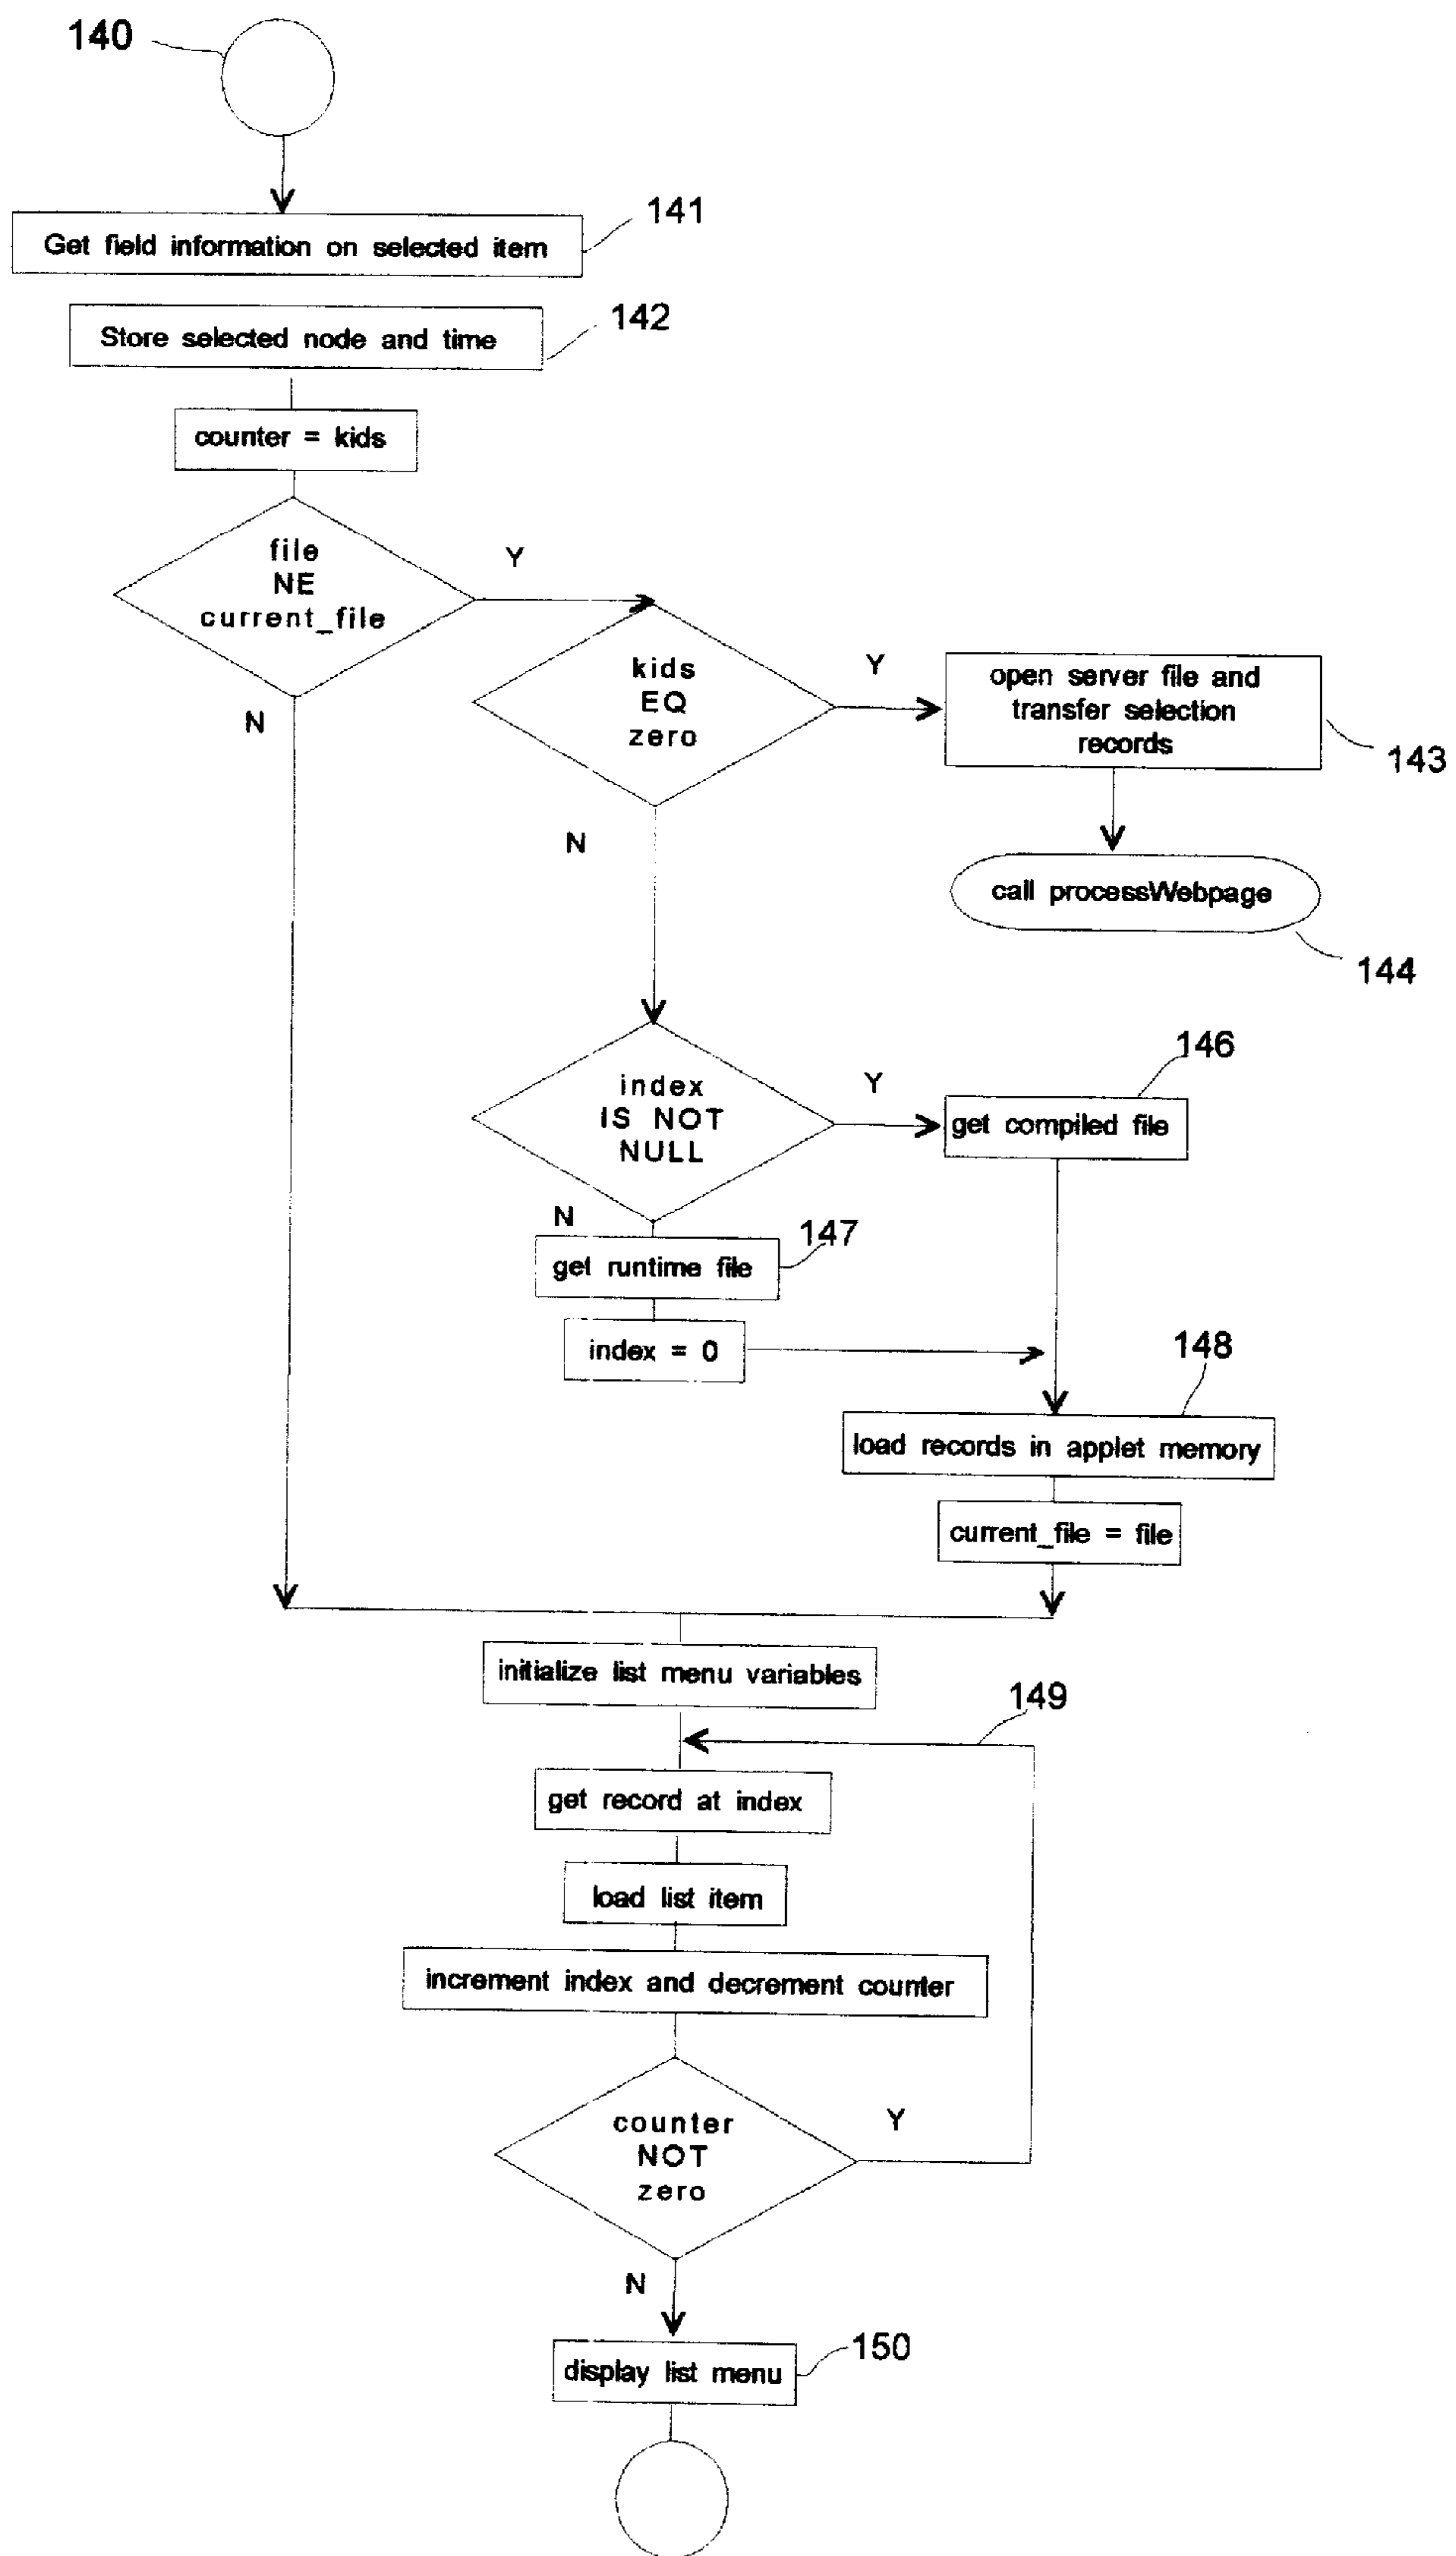 140
141
Get field information on selected item
142
Store selected node and time
counter = kids
file
NE
current_file
Y
N
kids
EQ
zero
Y
open server file and
transfer selection
records
143
N
call processWebpage
144
146
index
IS NOT
NULL
Y
get compiled file
N
147
get runtime file
index = 0
148
load records in applet memory
current_file = file
initialize list menu variables
149
get record at index
load list item
increment index and decrement counter
counter
NOT
zero
Y
N
150
display list menu